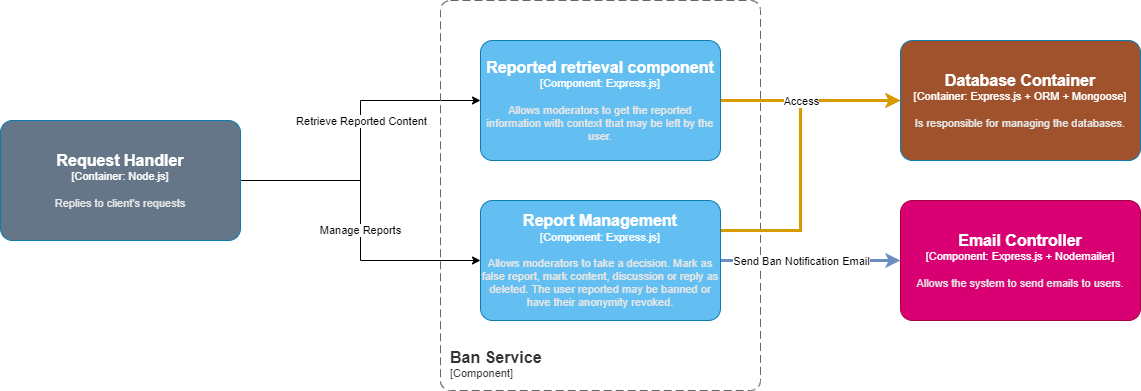 Reported retrieval component
[Component: Express.js]
Allows moderators to get the reported
information with context that may be left by the
user.
Database Container
[Container: Express.js + ORM + Mongoose]
Is responsible for managing the databases.
Access
Retrieve Reported Content
Request Handler
[Container: Node.js]
Replies to client's requests
Manage Reports
Report Management
[Component: Express.js]
Allows moderators to take a decision. Mark as
false report, mark content, discussion or reply as
deleted. The user reported may be banned or
have their anonymity revoked.
Send Ban Notification Email
Email Controller
[Component: Express.js + Nodemailer]
Allows the system to send emails to users.
Ban Service
[Component]